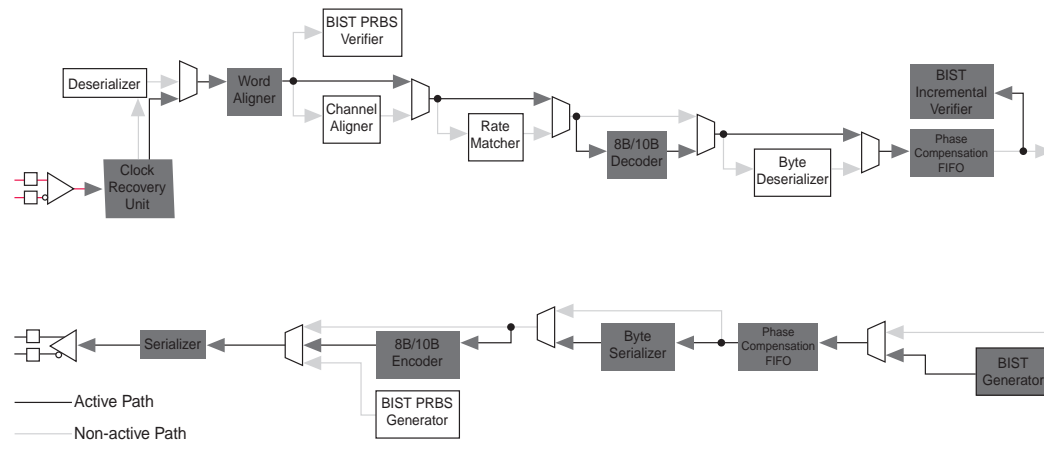 BIST PRBS
Verifier
Deserializer
Word
Aligner
Channel
Aligner
Rate
Matcher
8B/10B
Decoder
Byte
Deserializer
BIST
Incremental
Verifier
Phase
Compensation
FIFO
Clock
Recovery
Unit
Serializer
8B/10B
Encoder
BIST PRBS
Generator
Byte
Serializer
Phase
Compensation
FIFO
BIST
Generator
Active Path
Non-active Path